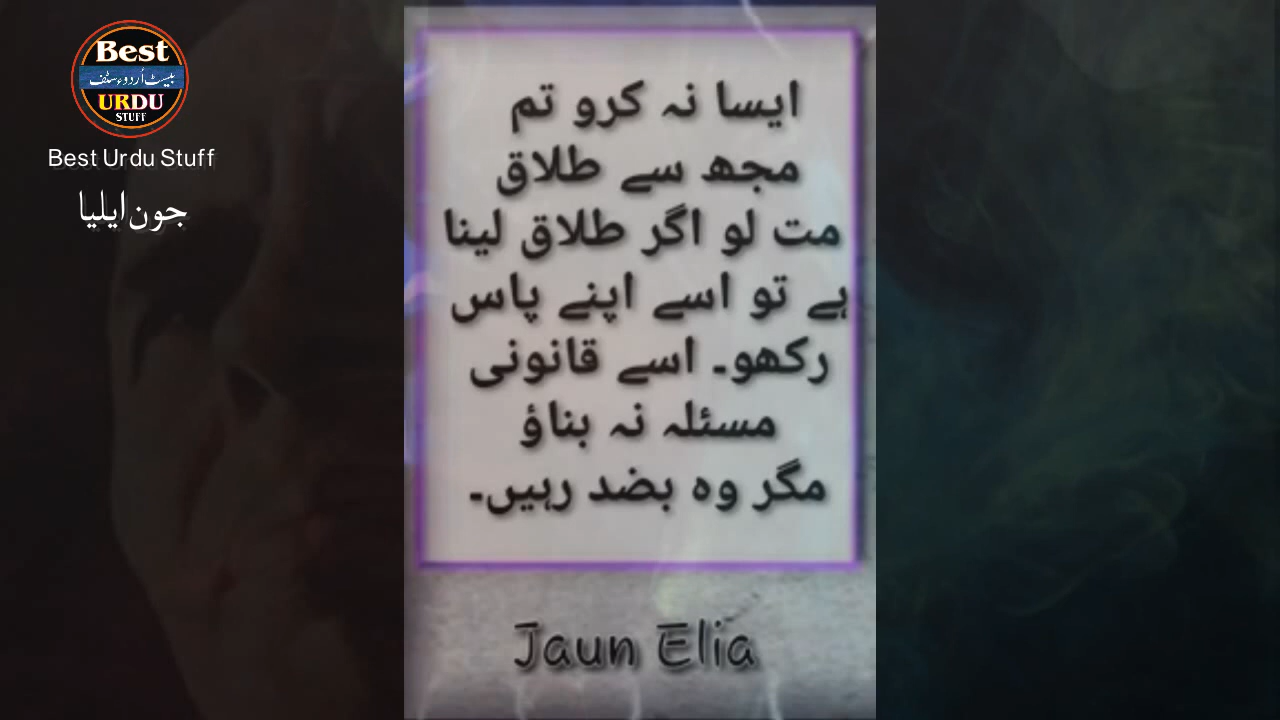 Best
بیسٹ اُردو سٹف
URDU
STUFF
Best Urdu Stuff
جون ایلیا
ایسا نہ کرو تم
مجھ سے طلاق
مت لو اگر طلاق لینا
ہے تو اسے اپنے پاس
رکھو۔ اسے قانونی
مسئلہ نہ بناؤ
مگر وہ بضد رہیں۔
Jaun Elia